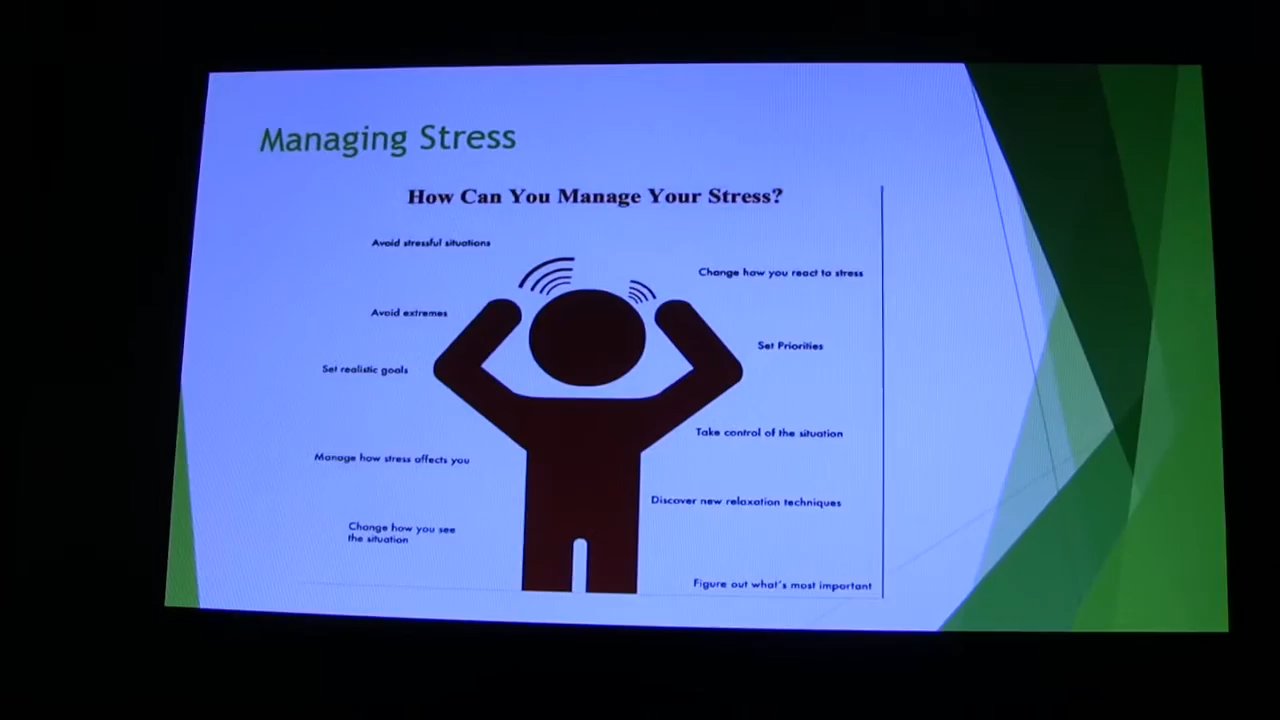 Managing Stress
How Can You Manage Your Stress?
Avoid stressful situations
Change how you react to stress
Avoid extremes
Set Priorities
Set realistic goals
Take control of the situation
Manage how stress affects you
Discover new relaxation techniques
Change how you see
the situation
Figure out what's most important